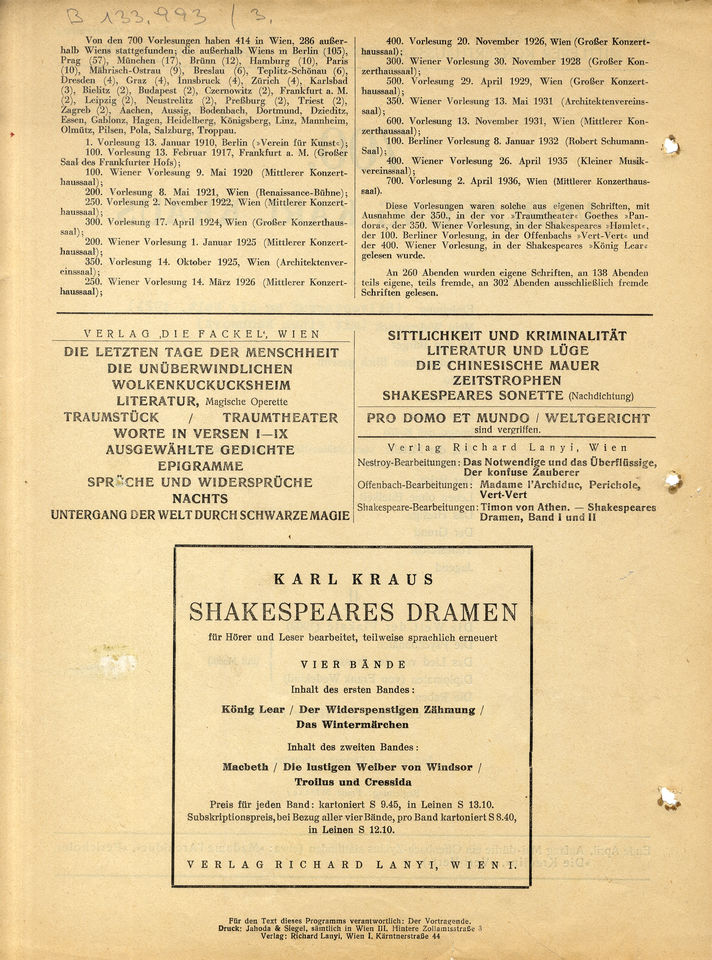 B 133.993 / 3.
Von den 700 Vorlesungen haben 414 in Wien, 286 außer-
halb Wiens stattgefunden; die außerhalb Wiens in Berlin (105),
Prag (57), München (17), Brünn (12), Hamburg (10), Paris
(10), Mährisch-Ostrau (9), Breslau (6), Teplitz-Schönau (6),
Dresden (4), Graz (4), Innsbruck (4), Zürich (4), Karlsbad
(3), Bielitz (2), Budapest (2), Czernowitz (2), Frankfurt a. M.
(2), Leipzig (2), Neustrelitz (2), Preßburg (2), Triest (2),
Zagreb (2), Aachen, Aussig, Bodenbach, Dortmund, Dzieditz,
Essen, Gablonz, Hagen, Heidelberg, Königsberg, Linz, Mannheim,
Olmütz, Pilsen, Pola, Salzburg, Troppau.
1. Vorlesung 13. Januar 1910, Berlin (»Verein für Kunst«);
100. Vorlesung 13. Februar 1917, Frankfurt a. M. (Großer
Saal des Frankfurter Hofs);
100. Wiener Vorlesung 9. Mai 1920 (Mittlerer Konzert-
haussaal);
200. Vorlesung 8. Mai 1921, Wien (Renaissance-Bühne);
250. Vorlesung 2. November 1922, Wien (Mittlerer Konzert-
haussaal);
300. Vorlesung 17. April 1924, Wien (Großer Konzerthaus-
saal);
200. Wiener Vorlesung 1. Januar 1925 (Mittlerer Konzert-
haussaal);
350. Vorlesung 14. Oktober 1925, Wien (Architektenver-
einssaal);
250. Wiener Vorlesung 14. März 1926 (Mittlerer Konzert-
haussaal);
400. Vorlesung 20. November 1926, Wien (Großer Konzert-
haussaal);
300. Wiener Vorlesung 30. November 1928 (Großer Kon-
zerthaussaal);
500. Vorlesung 29. April 1929, Wien (Großer Konzert-
haussaal);
350. Wiener Vorlesung 13. Mai 1931 (Architektenvereins-
saal);
600. Vorlesung 13. November 1931, Wien (Mittlerer Kon-
zerthaussaal);
100. Berliner Vorlesung 8. Januar 1932 (Robert Schumann-
Saal);
400. Wiener Vorlesung 26. April 1935 (Kleiner Musik-
vereinssaal);
700. Vorlesung 2. April 1936, Wien (Mittlerer Konzerthaus-
saal).
Diese Vorlesungen waren solche aus eigenen Schriften, mit
Ausnahme der 350., in der vor »Traumtheater« Goethes »Pan-
dora«, der 350. Wiener Vorlesung, in der Shakespeares »Hamlet«,
der 100. Berliner Vorlesung, in der Offenbachs »Vert-Vert« und
der 400. Wiener Vorlesung, in der Shakespeares »König Lear«
gelesen wurde.
An 260 Abenden wurden eigene Schriften, an 138 Abenden
teils eigene, teils fremde, an 302 Abenden ausschließlich fremde
Schriften gelesen.
VERLAG ‚DIE FACKEL‘, WIEN
DIE LETZTEN TAGE DER MENSCHHEIT
DIE UNÜBERWINDLICHEN
WOLKENKUCKUCKSHEIM
LITERATUR, Magische Operette
TRAUMSTÜCK / TRAUMTHEATER
WORTE IN VERSEN I—IX
AUSGEWÄHLTE GEDICHTE
EPIGRAMME
SPRÜCHE UND WIDERSPRÜCHE
NACHTS
UNTERGANG DER WELT DURCH SCHWARZE MAGIE
SITTLICHKEIT UND KRIMINALITÄT
LITERATUR UND LÜGE
DIE CHINESISCHE MAUER
ZEITSTROPHEN
SHAKESPEARES SONETTE (Nachdichtung)
PRO DOMO ET MUNDO / WELTGERICHT
sind vergriffen.
Verlag Richard Lanyi, Wien
Nestroy-Bearbeitungen: Das Notwendige und das Überflüssige,
Der konfuse Zauberer
Offenbach-Bearbeitungen: Madame l'Archiduc, Perichole,
Vert-Vert
Shakespeare-Bearbeitungen: Timon von Athen. — Shakespeares
Dramen, Band I und II
KARL KRAUS
SHAKESPEARES DRAMEN
für Hörer und Leser bearbeitet, teilweise sprachlich erneuert
VIER BÄNDE
Inhalt des ersten Bandes:
König Lear / Der Widerspenstigen Zähmung /
Das Wintermärchen
Inhalt des zweiten Bandes:
Macbeth / Die lustigen Weiber von Windsor /
Troilus und Cressida
Preis für jeden Band: kartoniert S 9.45, in Leinen S 13.10.
Subskriptionspreis, bei Bezug aller vier Bände, pro Band kartoniert S 8.40,
in Leinen S 12.10.
VERLAG RICHARD LANYI, WIEN I.
Für den Text dieses Programms verantwortlich: Der Vortragende.
Druck: Jahoda & Siegel, sämtlich in Wien III, Hintere Zollamtsstraße 3
Verlag: Richard Lanyi, Wien I, Kärntnerstraße 44